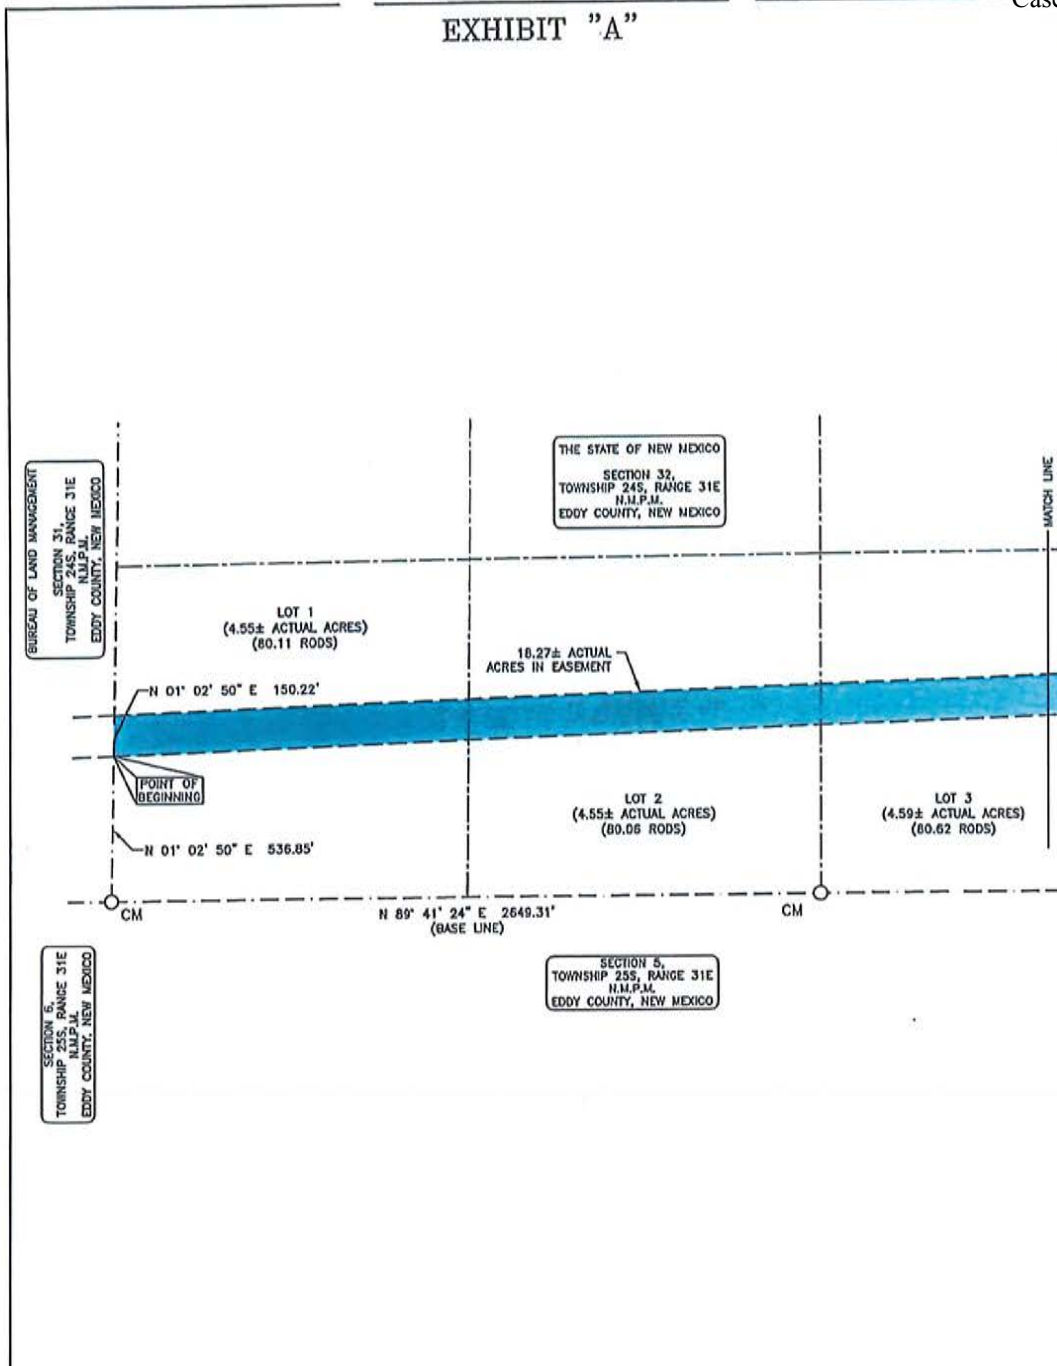 Case
EXHIBIT "A"
THE STATE OF NEW MEXICO
SECTION 32,
TOWNSHIP 24S, RANGE 31E
N.M.P.M.
EDDY COUNTY, NEW MEXICO
MATCH LINE
BUREAU OF LAND MANAGEMENT
SECTION 31,
TOWNSHIP 24S, RANGE 31E
N.M.P.M.
EDDY COUNTY, NEW MEXICO
LOT 1
(4.55± ACTUAL ACRES)
(80.11 RODS)
18.27± ACTUAL
ACRES IN EASEMENT
N 01° 02' 50" E 150.22'
POINT OF
BEGINNING
LOT 2
(4.55± ACTUAL ACRES)
(80.06 RODS)
LOT 3
(4.59± ACTUAL ACRES)
(80.62 RODS)
N 01° 02' 50" E 536.85'
CM
N 89° 41' 24" E 2649.31'
(BASE LINE)
CM
SECTION 6,
TOWNSHIP 25S, RANGE 31E
N.M.P.M.
EDDY COUNTY, NEW MEXICO
SECTION 5,
TOWNSHIP 25S, RANGE 31E
N.M.P.M.
EDDY COUNTY, NEW MEXICO